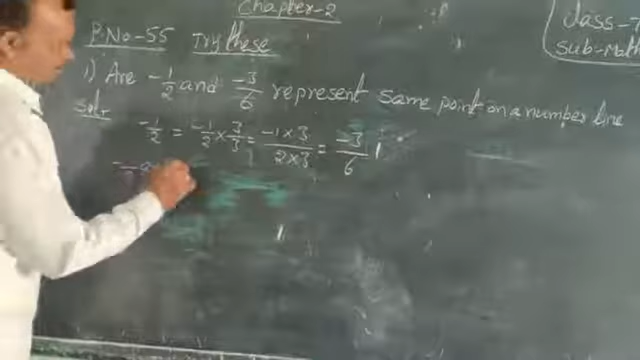 Chapter-2
Class-7
Sub-Math
P.No-55 Try these
1) Are -1/2 and -3/6 represent same point on a number line
Sol:-
-1/2 = -1/2 × 3/3 = -1×3/2×3 = -3/6